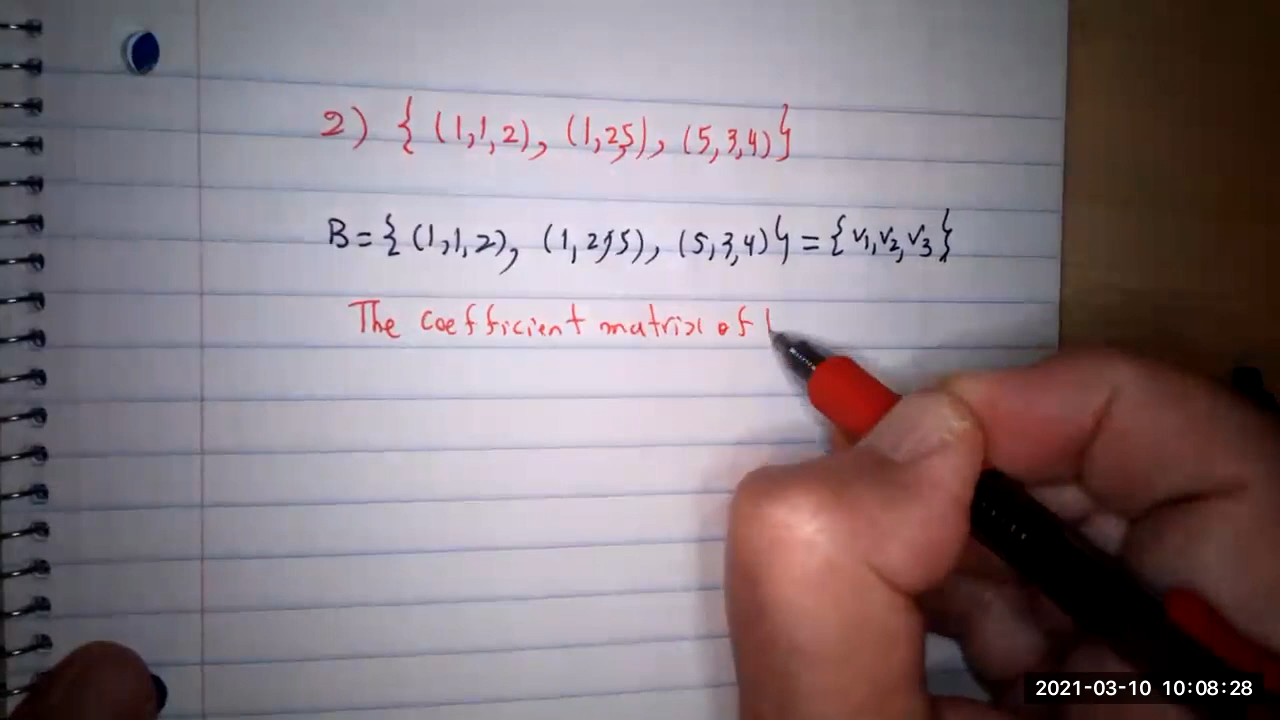 2) { (1,1,2), (1,2,5), (5,3,4)}
B = { (1,1,2), (1,2,5), (5,3,4)} = {v₁,v₂,v₃}
The coefficient matrix of
2021-03-10 10:08:28